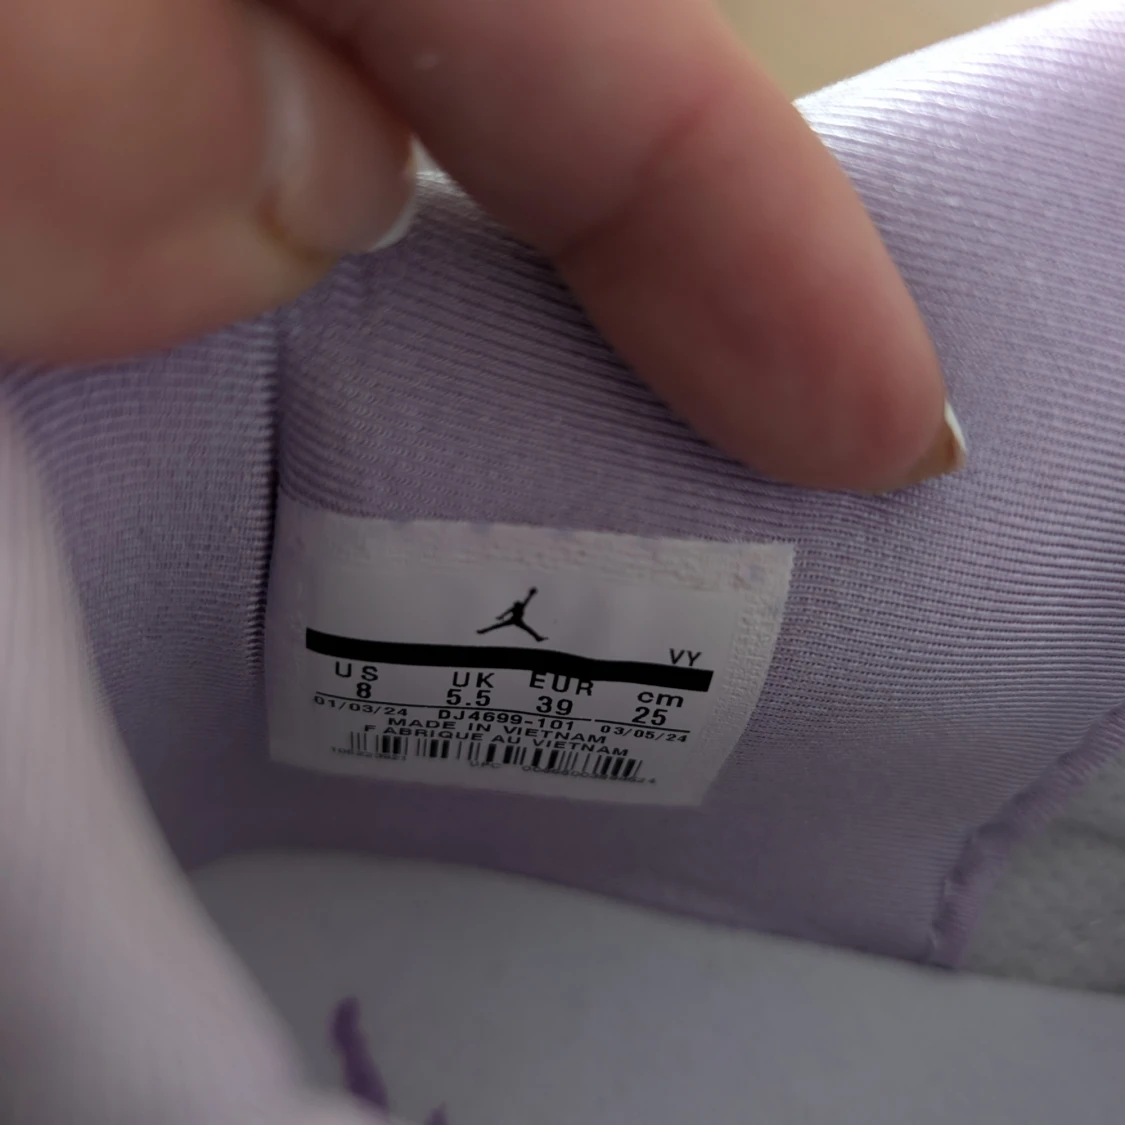 VY
US UK EUR cm
8 5.5 39 25
01/03/24 DJ4699-101 03/05/24
MADE IN VIETNAM
FABRIQUE AU VIETNAM
UPC